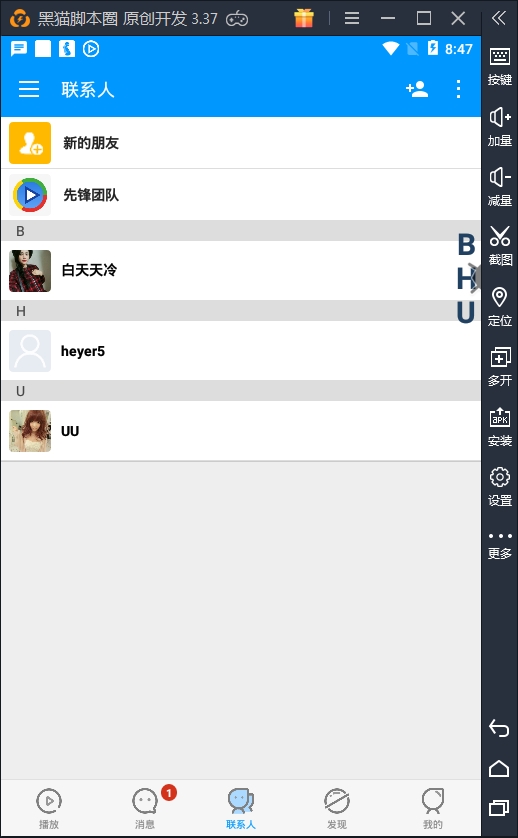 黑猫脚本圈 原创开发 3.37
8:47
联系人
新的朋友
先锋团队
B
白天天冷
H
heyer5
U
UU
B
H
U
按键
加量
减量
截图
定位
多开
APK
安装
设置
更多
1
播放
消息
联系人
发现
我的